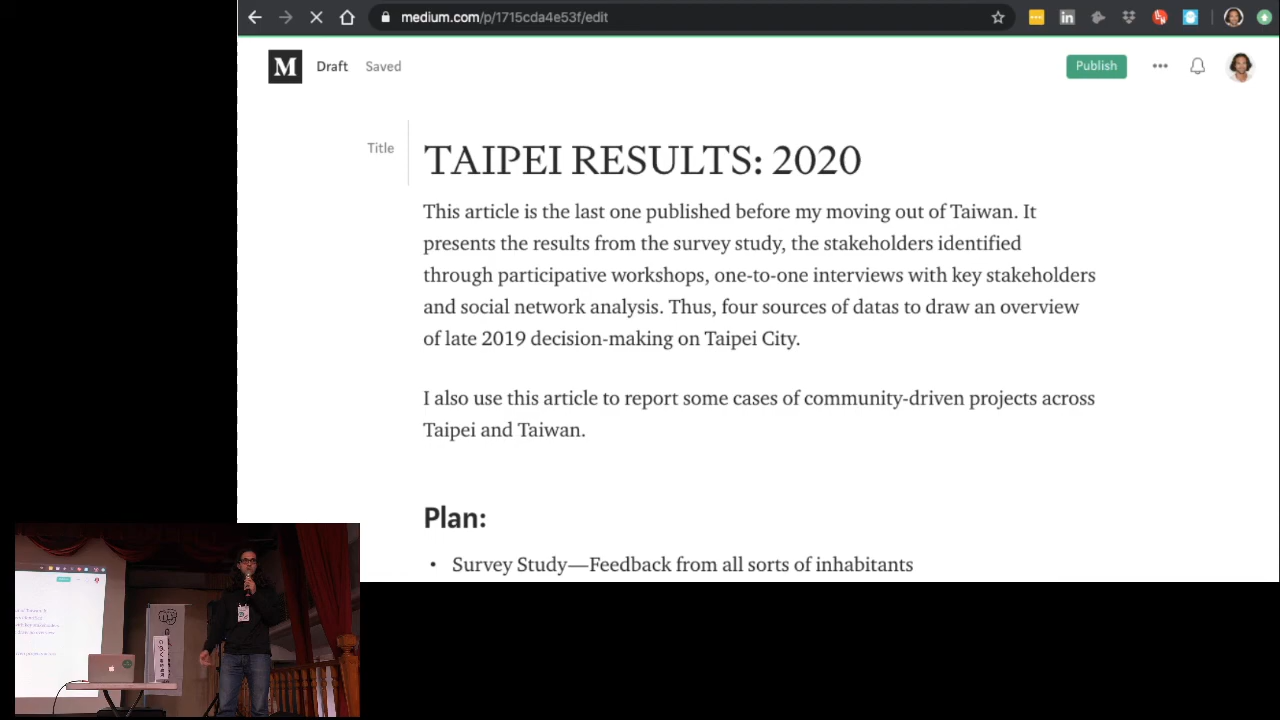 medium.com/p/1715cda4e53f/edit
M
Draft
Saved
Publish
Title
TAIPEI RESULTS: 2020
This article is the last one published before my moving out of Taiwan. It
presents the results from the survey study, the stakeholders identified
through participative workshops, one-to-one interviews with key stakeholders
and social network analysis. Thus, four sources of datas to draw an overview
of late 2019 decision-making on Taipei City.
I also use this article to report some cases of community-driven projects across
Taipei and Taiwan.
Plan:
• Survey Study—Feedback from all sorts of inhabitants